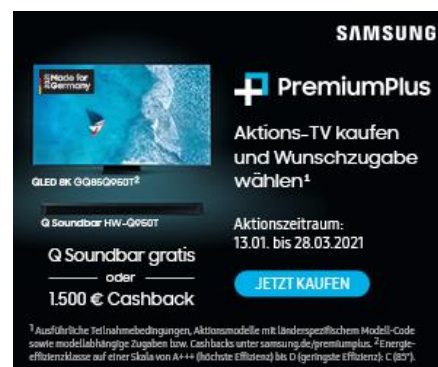 SAMSUNG
2021 Made for
Germany
PremiumPlus
Aktions-TV kaufen
und Wunschzugabe
wählen¹
QLED 8K GQ85Q950T²
Q Soundbar HW-Q950T
Aktionszeitraum:
13.01. bis 28.03.2021
Q Soundbar gratis
oder
1.500 € Cashback
JETZT KAUFEN
¹ Ausführliche Teilnahmebedingungen, Aktionsmodelle mit länderspezifischem Modell-Code
sowie modellabhängige Zugaben bzw. Cashbacks unter samsung.de/premiumplus. ² Energie-
effizienzklasse auf einer Skala von A+++ (höchste Effizienz) bis D (geringste Effizienz): C (85").